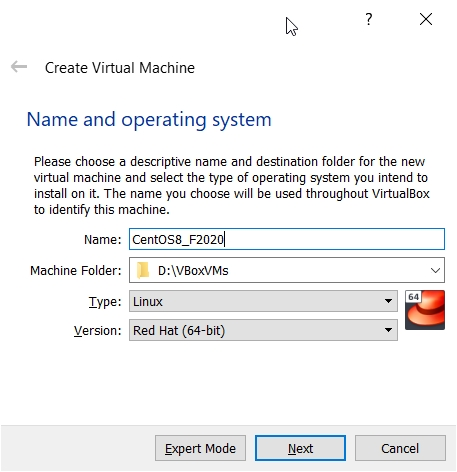 ?
Create Virtual Machine
Name and operating system
Please choose a descriptive name and destination folder for the new
virtual machine and select the type of operating system you intend to
install on it. The name you choose will be used throughout VirtualBox
to identify this machine.
Name: CentOS8_F2020
Machine Folder: D:\VBoxVMs
Type: Linux
64
Version: Red Hat (64-bit)
Expert Mode Next Cancel